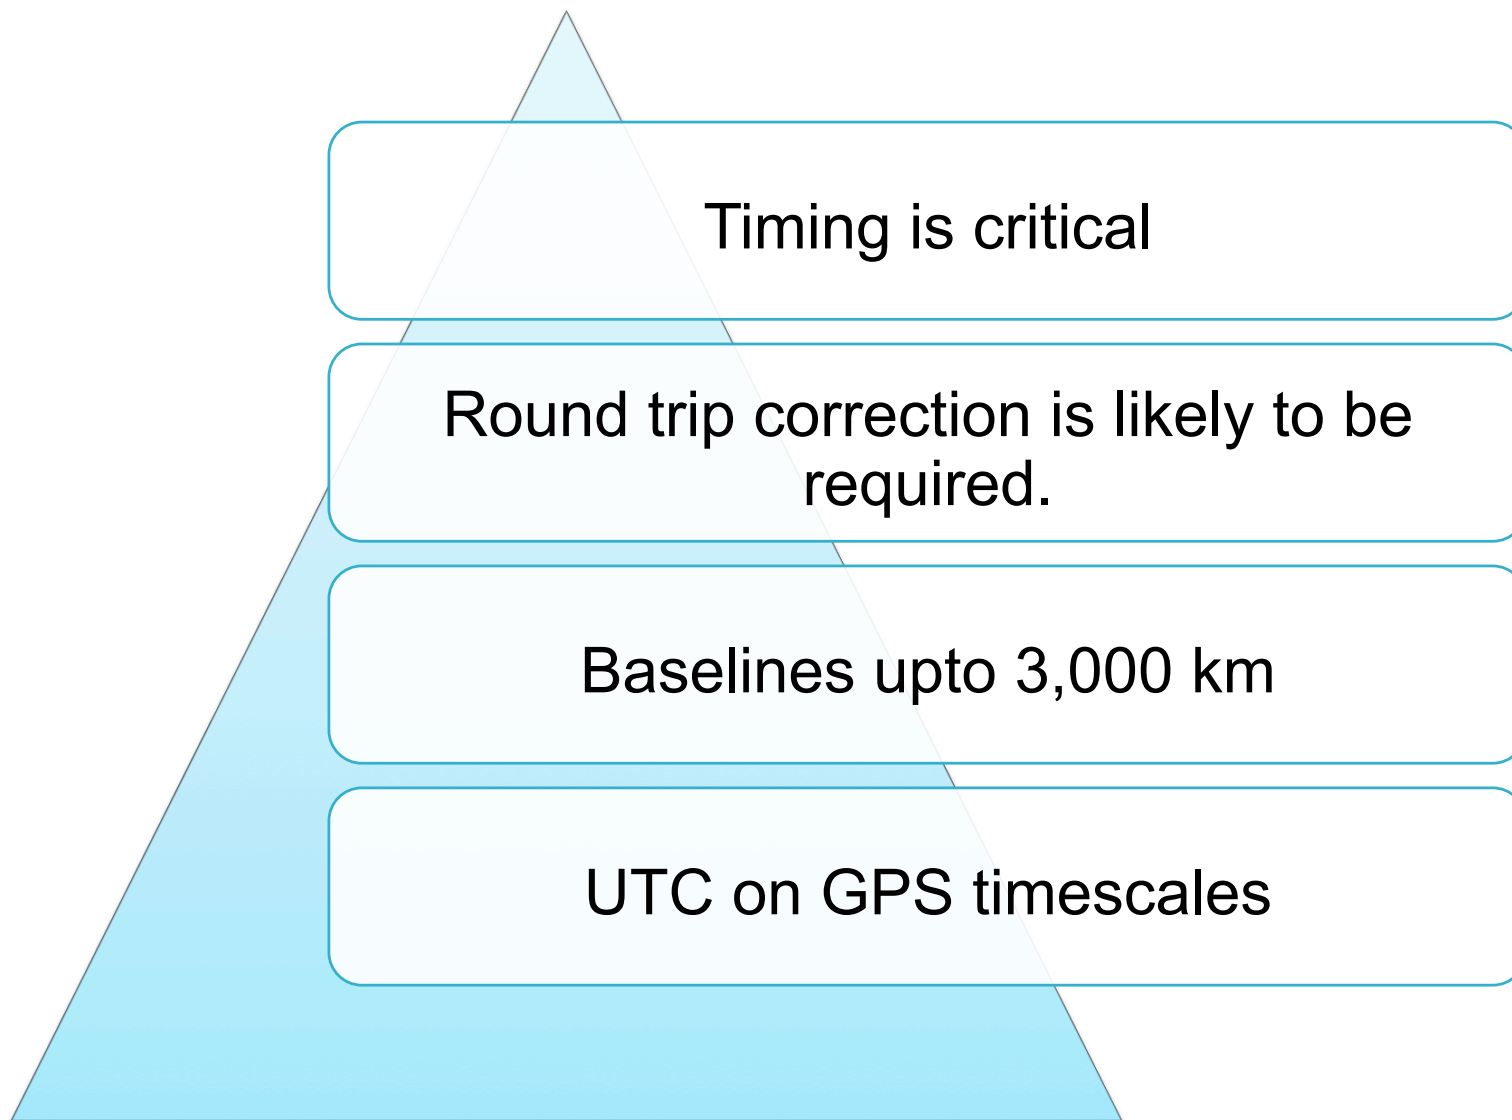 Timing is critical
Round trip correction is likely to be
required.
Baselines upto 3,000 km
UTC on GPS timescales